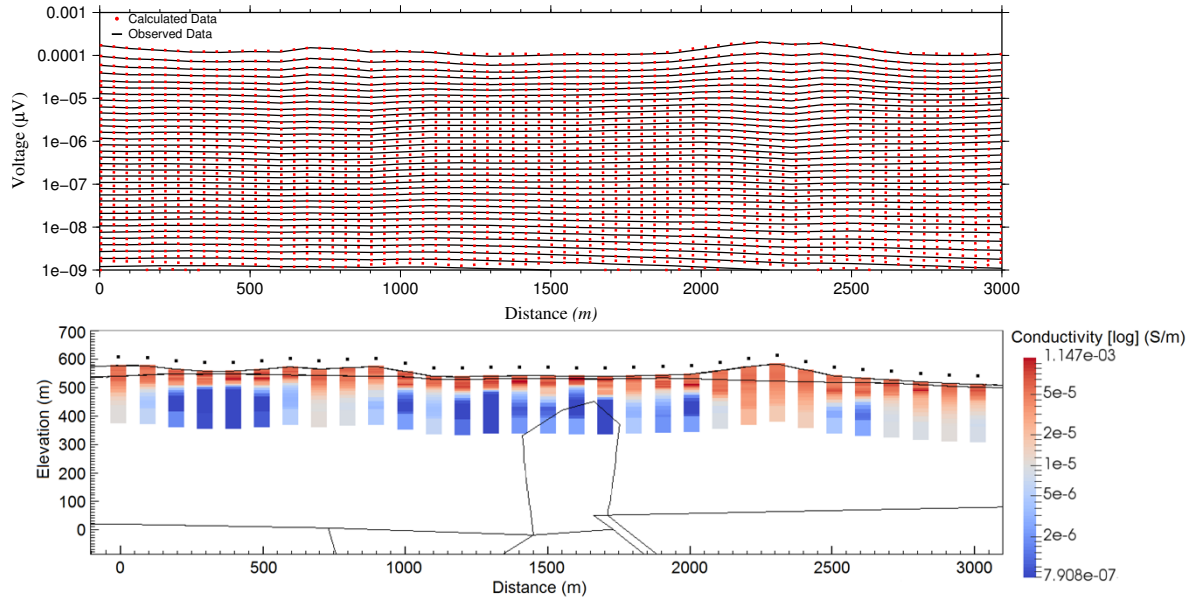 0.001
Calculated Data
Observed Data
0.0001
1e−05
1e−06
1e−07
1e−08
1e−09
Voltage (μ V)
0 500 1000 1500 2000 2500 3000
Distance (m)
700
600
500
400
300
200
100
0
Elevation (m)
0 500 1000 1500 2000 2500 3000
Distance (m)
Conductivity [log] (S/m)
1.147e-03
5e-5
2e-5
1e-5
5e-6
2e-6
7.908e-07